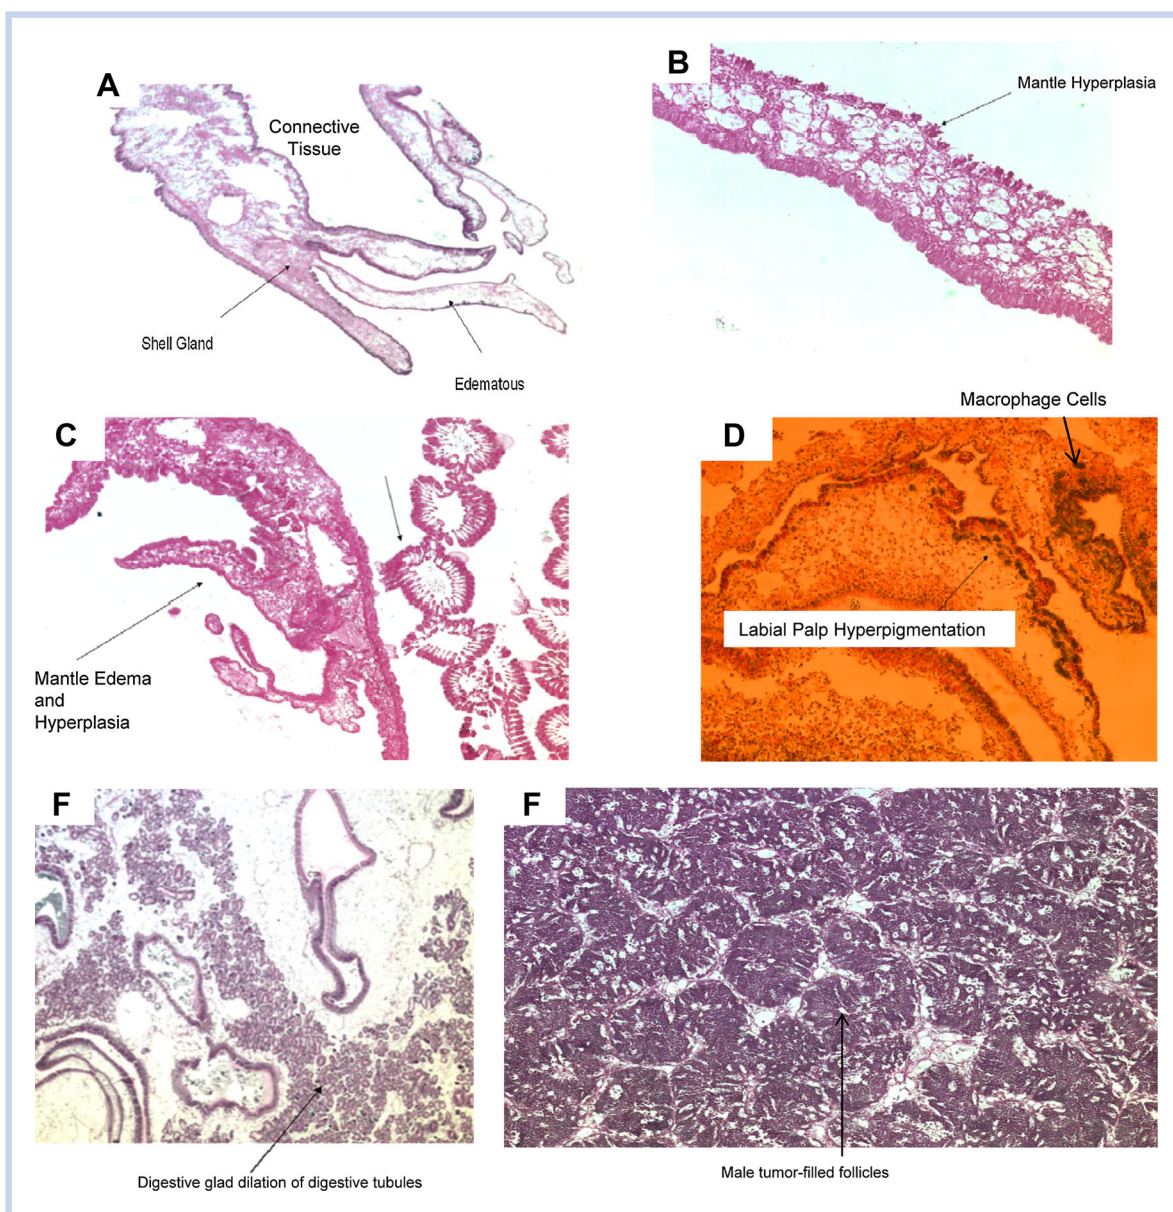 A
Connective
Tissue
Shell Gland
Edematous
B
Mantle Hyperplasia
C
Mantle Edema
and
Hyperplasia
Macrophage Cells
D
Labial Palp Hyperpigmentation
F
Digestive glad dilation of digestive tubules
F
Male tumor-filled follicles